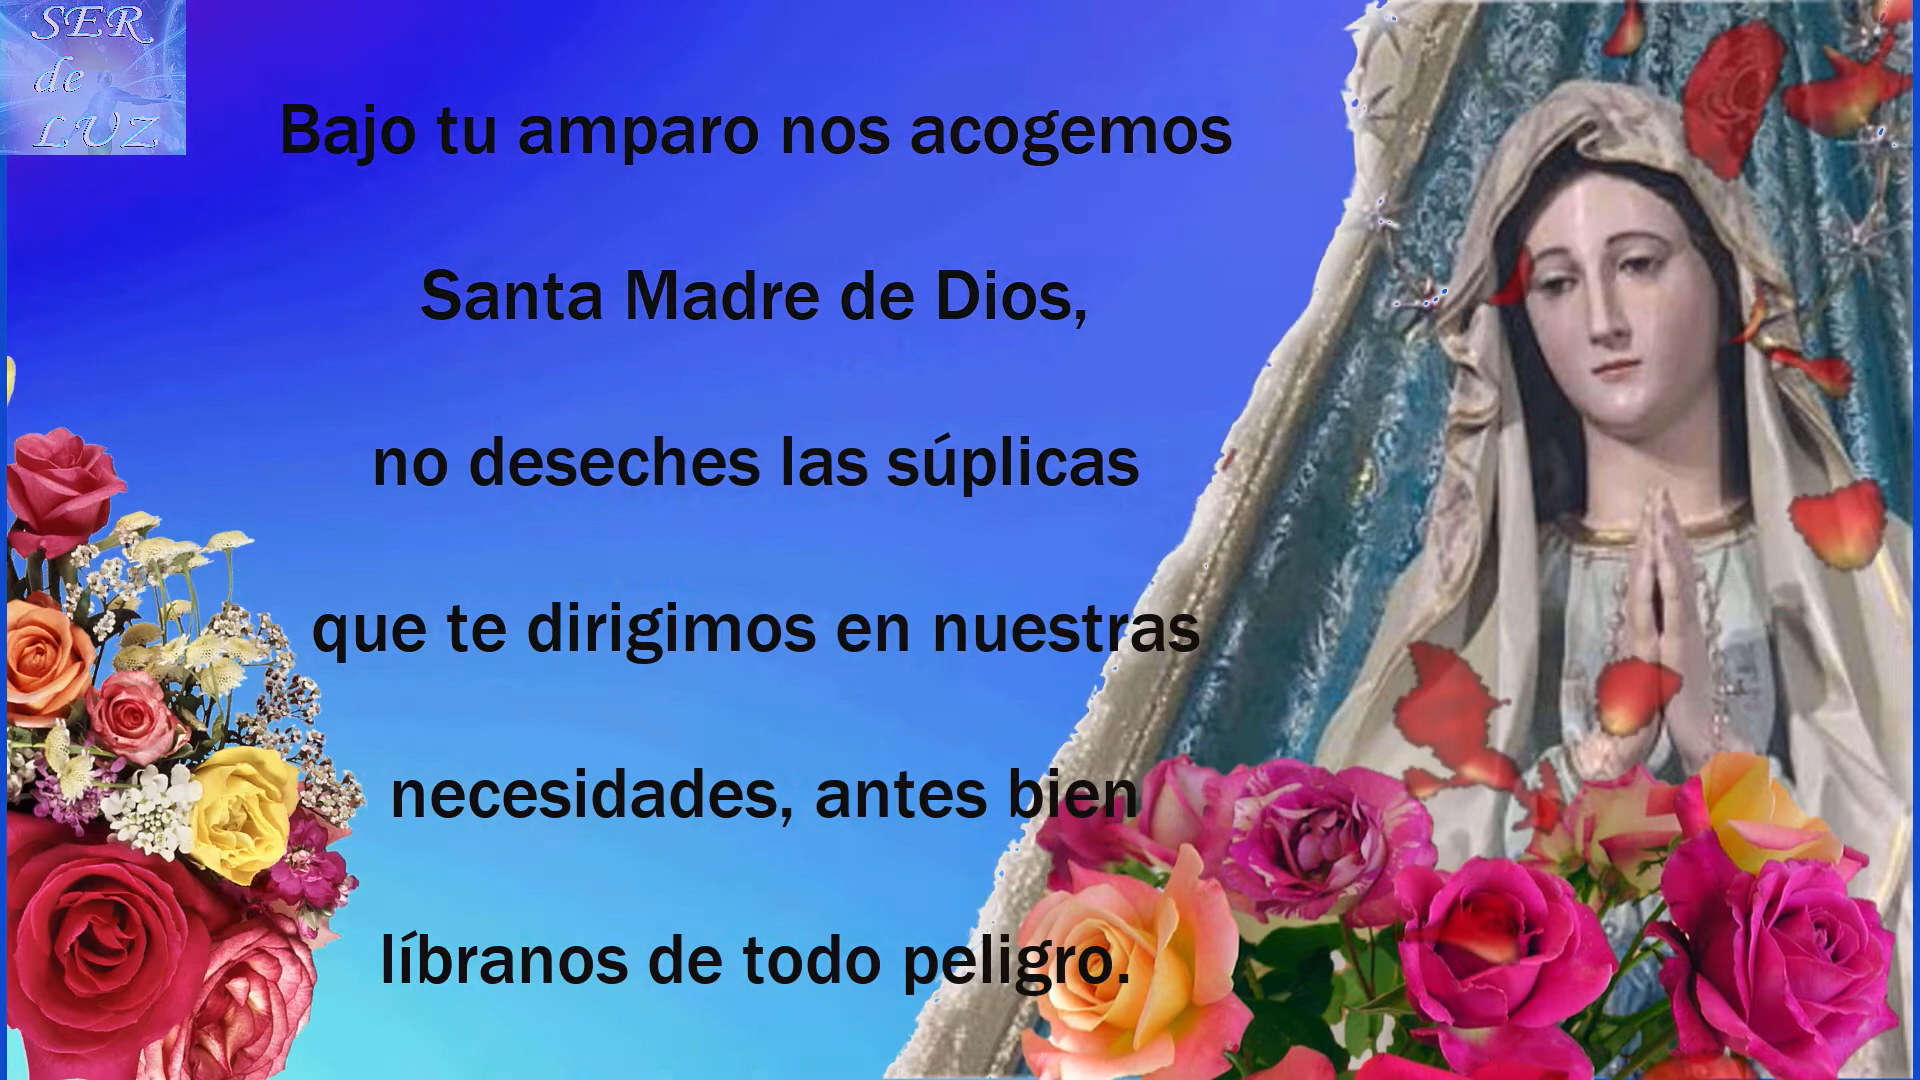 SER
de
LUZ
Bajo tu amparo nos acogemos
Santa Madre de Dios,
no deseches las súplicas
que te dirigimos en nuestras
necesidades, antes bien
líbranos de todo peligro.